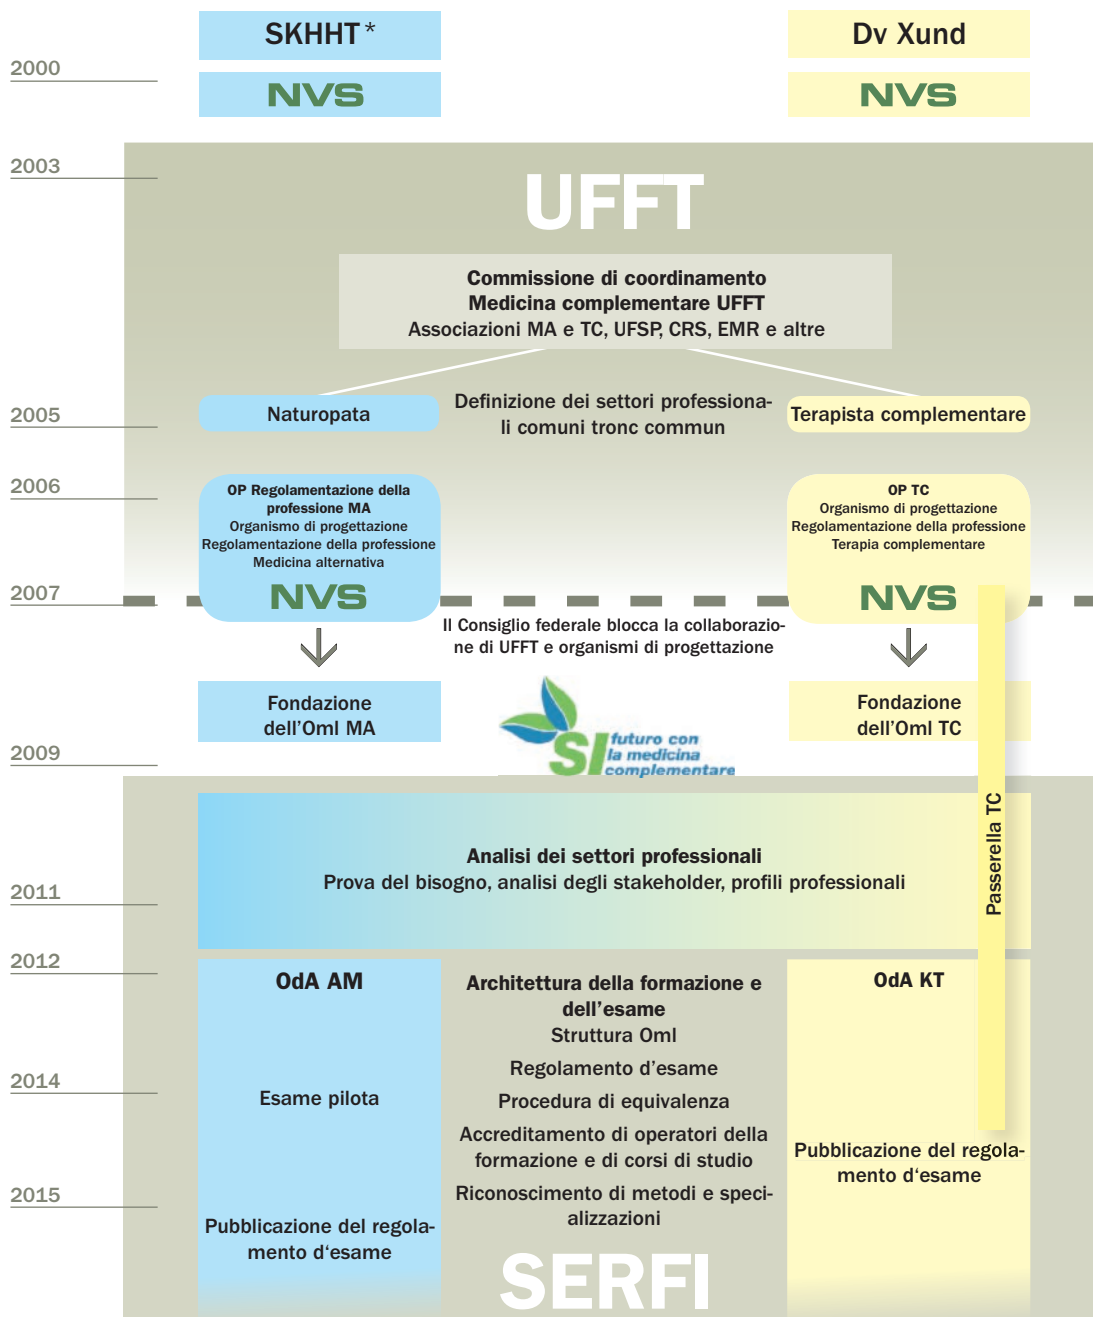 SKHHT *
Dv Xund
2000
NVS
NVS
2003
UFFT
Commissione di coordinamento
Medicina complementare UFFT
Associazioni MA e TC, UFSP, CRS, EMR e altre
2005
Naturopata
Definizione dei settori professiona-
li comuni tronc commun
Terapista complementare
2006
OP Regolamentazione della
professione MA
Organismo di progettazione
Regolamentazione della professione
Medicina alternativa
NVS
OP TC
Organismo di progettazione
Regolamentazione della professione
Terapia complementare
NVS
2007
Il Consiglio federale blocca la collaborazio-
ne di UFFT e organismi di progettazione
Fondazione
dell'Oml MA
SI futuro con
la medicina
complementare
Fondazione
dell'Oml TC
2009
Passerella TC
Analisi dei settori professionali
Prova del bisogno, analisi degli stakeholder, profili professionali
2011
2012
OdA AM
Architettura della formazione e
dell'esame
Struttura Oml
OdA KT
Regolamento d'esame
2014
Esame pilota
Procedura di equivalenza
Accreditamento di operatori della
formazione e di corsi di studio
Pubblicazione del regola-
mento d‘esame
2015
Riconoscimento di metodi e speci-
alizzazioni
Pubblicazione del regola-
mento d‘esame
SERFI